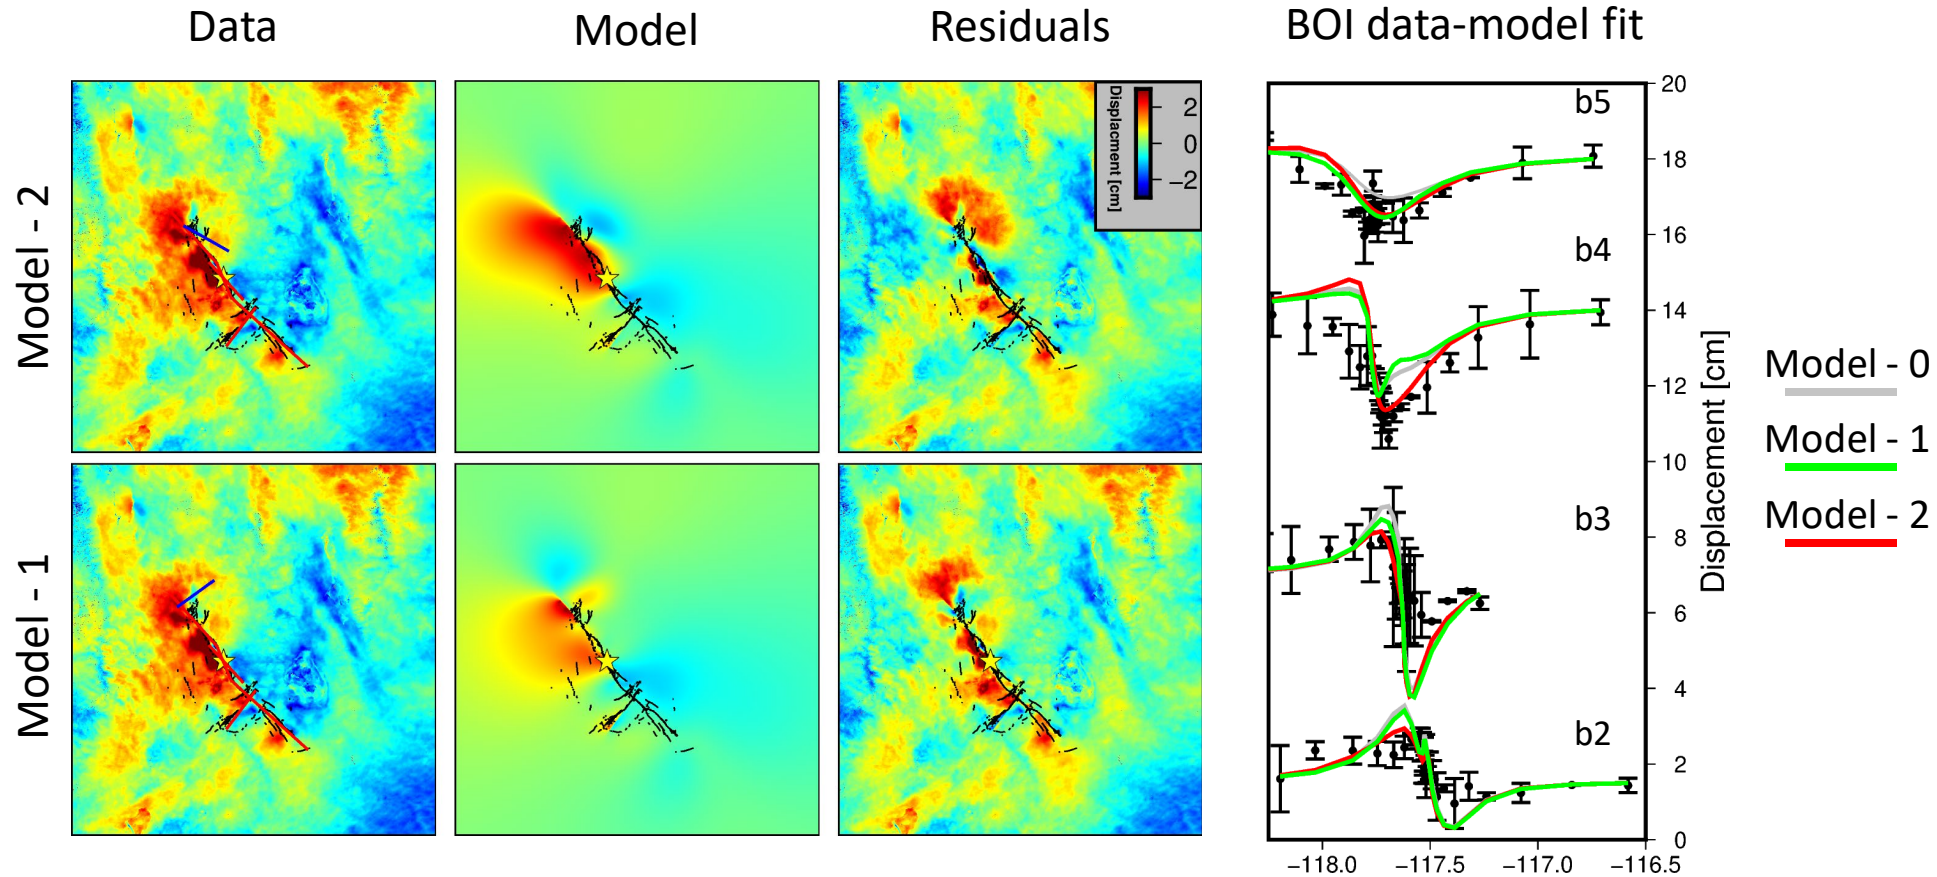 Data
Model
Residuals
BOI data-model fit
Model - 2
Model - 1
Displacment [cm]
2
0
−2
b5
b4
b3
b2
20
18
16
14
12
10
8
6
4
2
0
Displacement [cm]
−118.0
−117.5
−117.0
−116.5
Model - 0
Model - 1
Model - 2